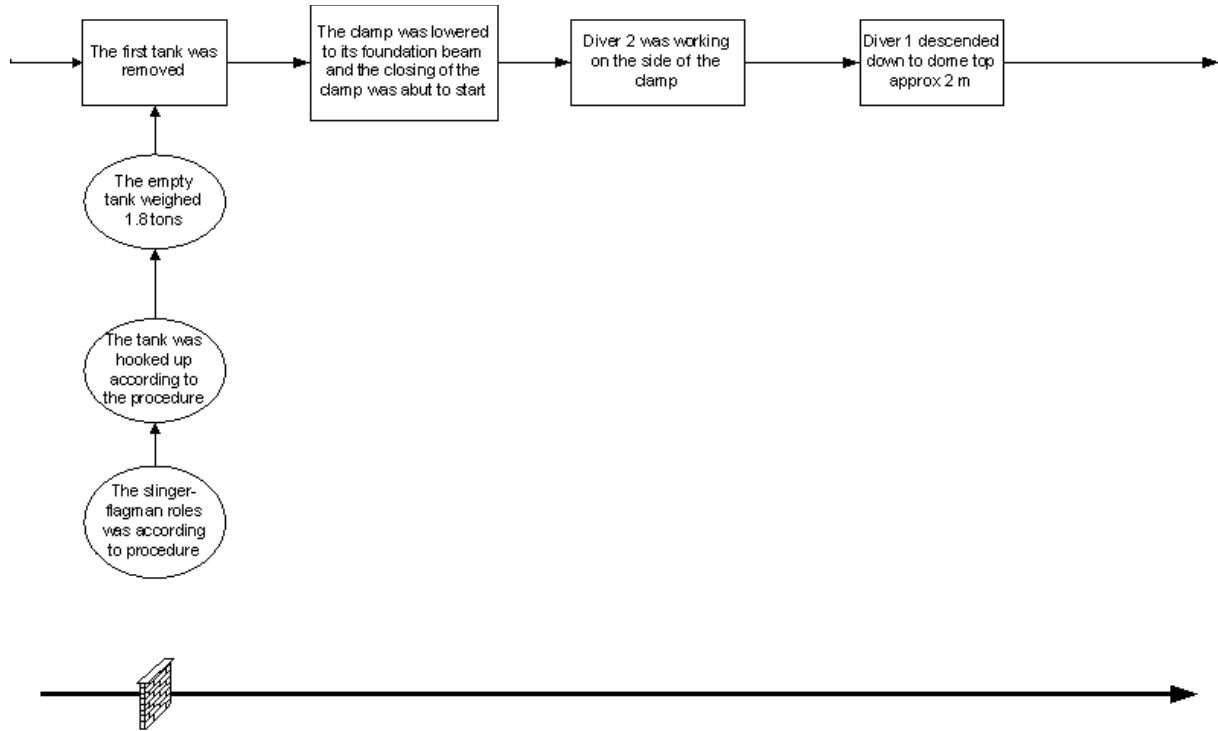 The first tank was
removed
The clamp was lowered
to its foundation beam
and the closing of the
clamp was abut to start
Diver 2 was working
on the side of the
clamp
Diver 1 descended
down to dome top
approx 2 m
The empty
tank weighed
1.8 tons
The tank was
hooked up
according to
the procedure
The slinger-
flagman roles
was according
to procedure